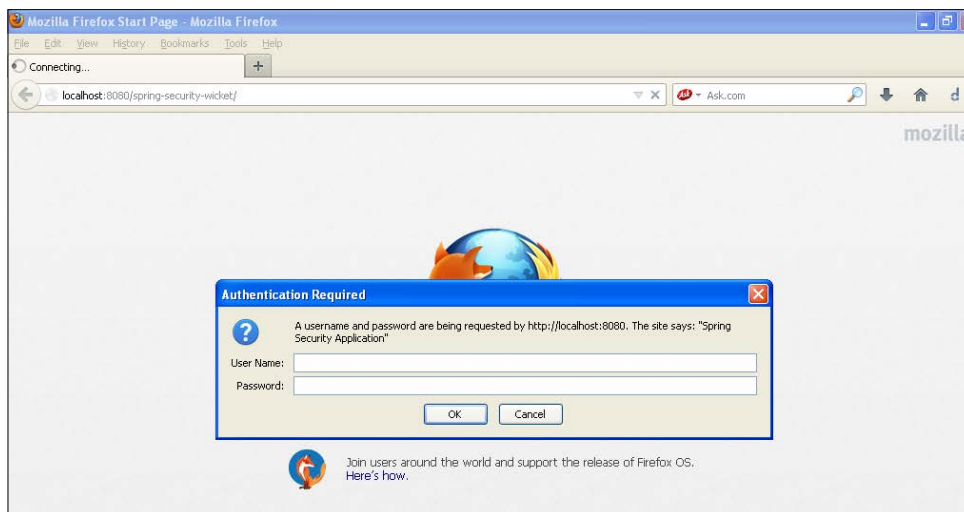 Mozilla Firefox Start Page - Mozilla Firefox
File Edit View History Bookmarks Tools Help
Connecting...
localhost:8080/spring-security-wicket/
Ask Ask.com
mozilla
Authentication Required
A username and password are being requested by http://localhost:8080. The site says: "Spring
Security Application"
User Name:
Password:
OK Cancel
Join users around the world and support the release of Firefox OS.
Here's how.